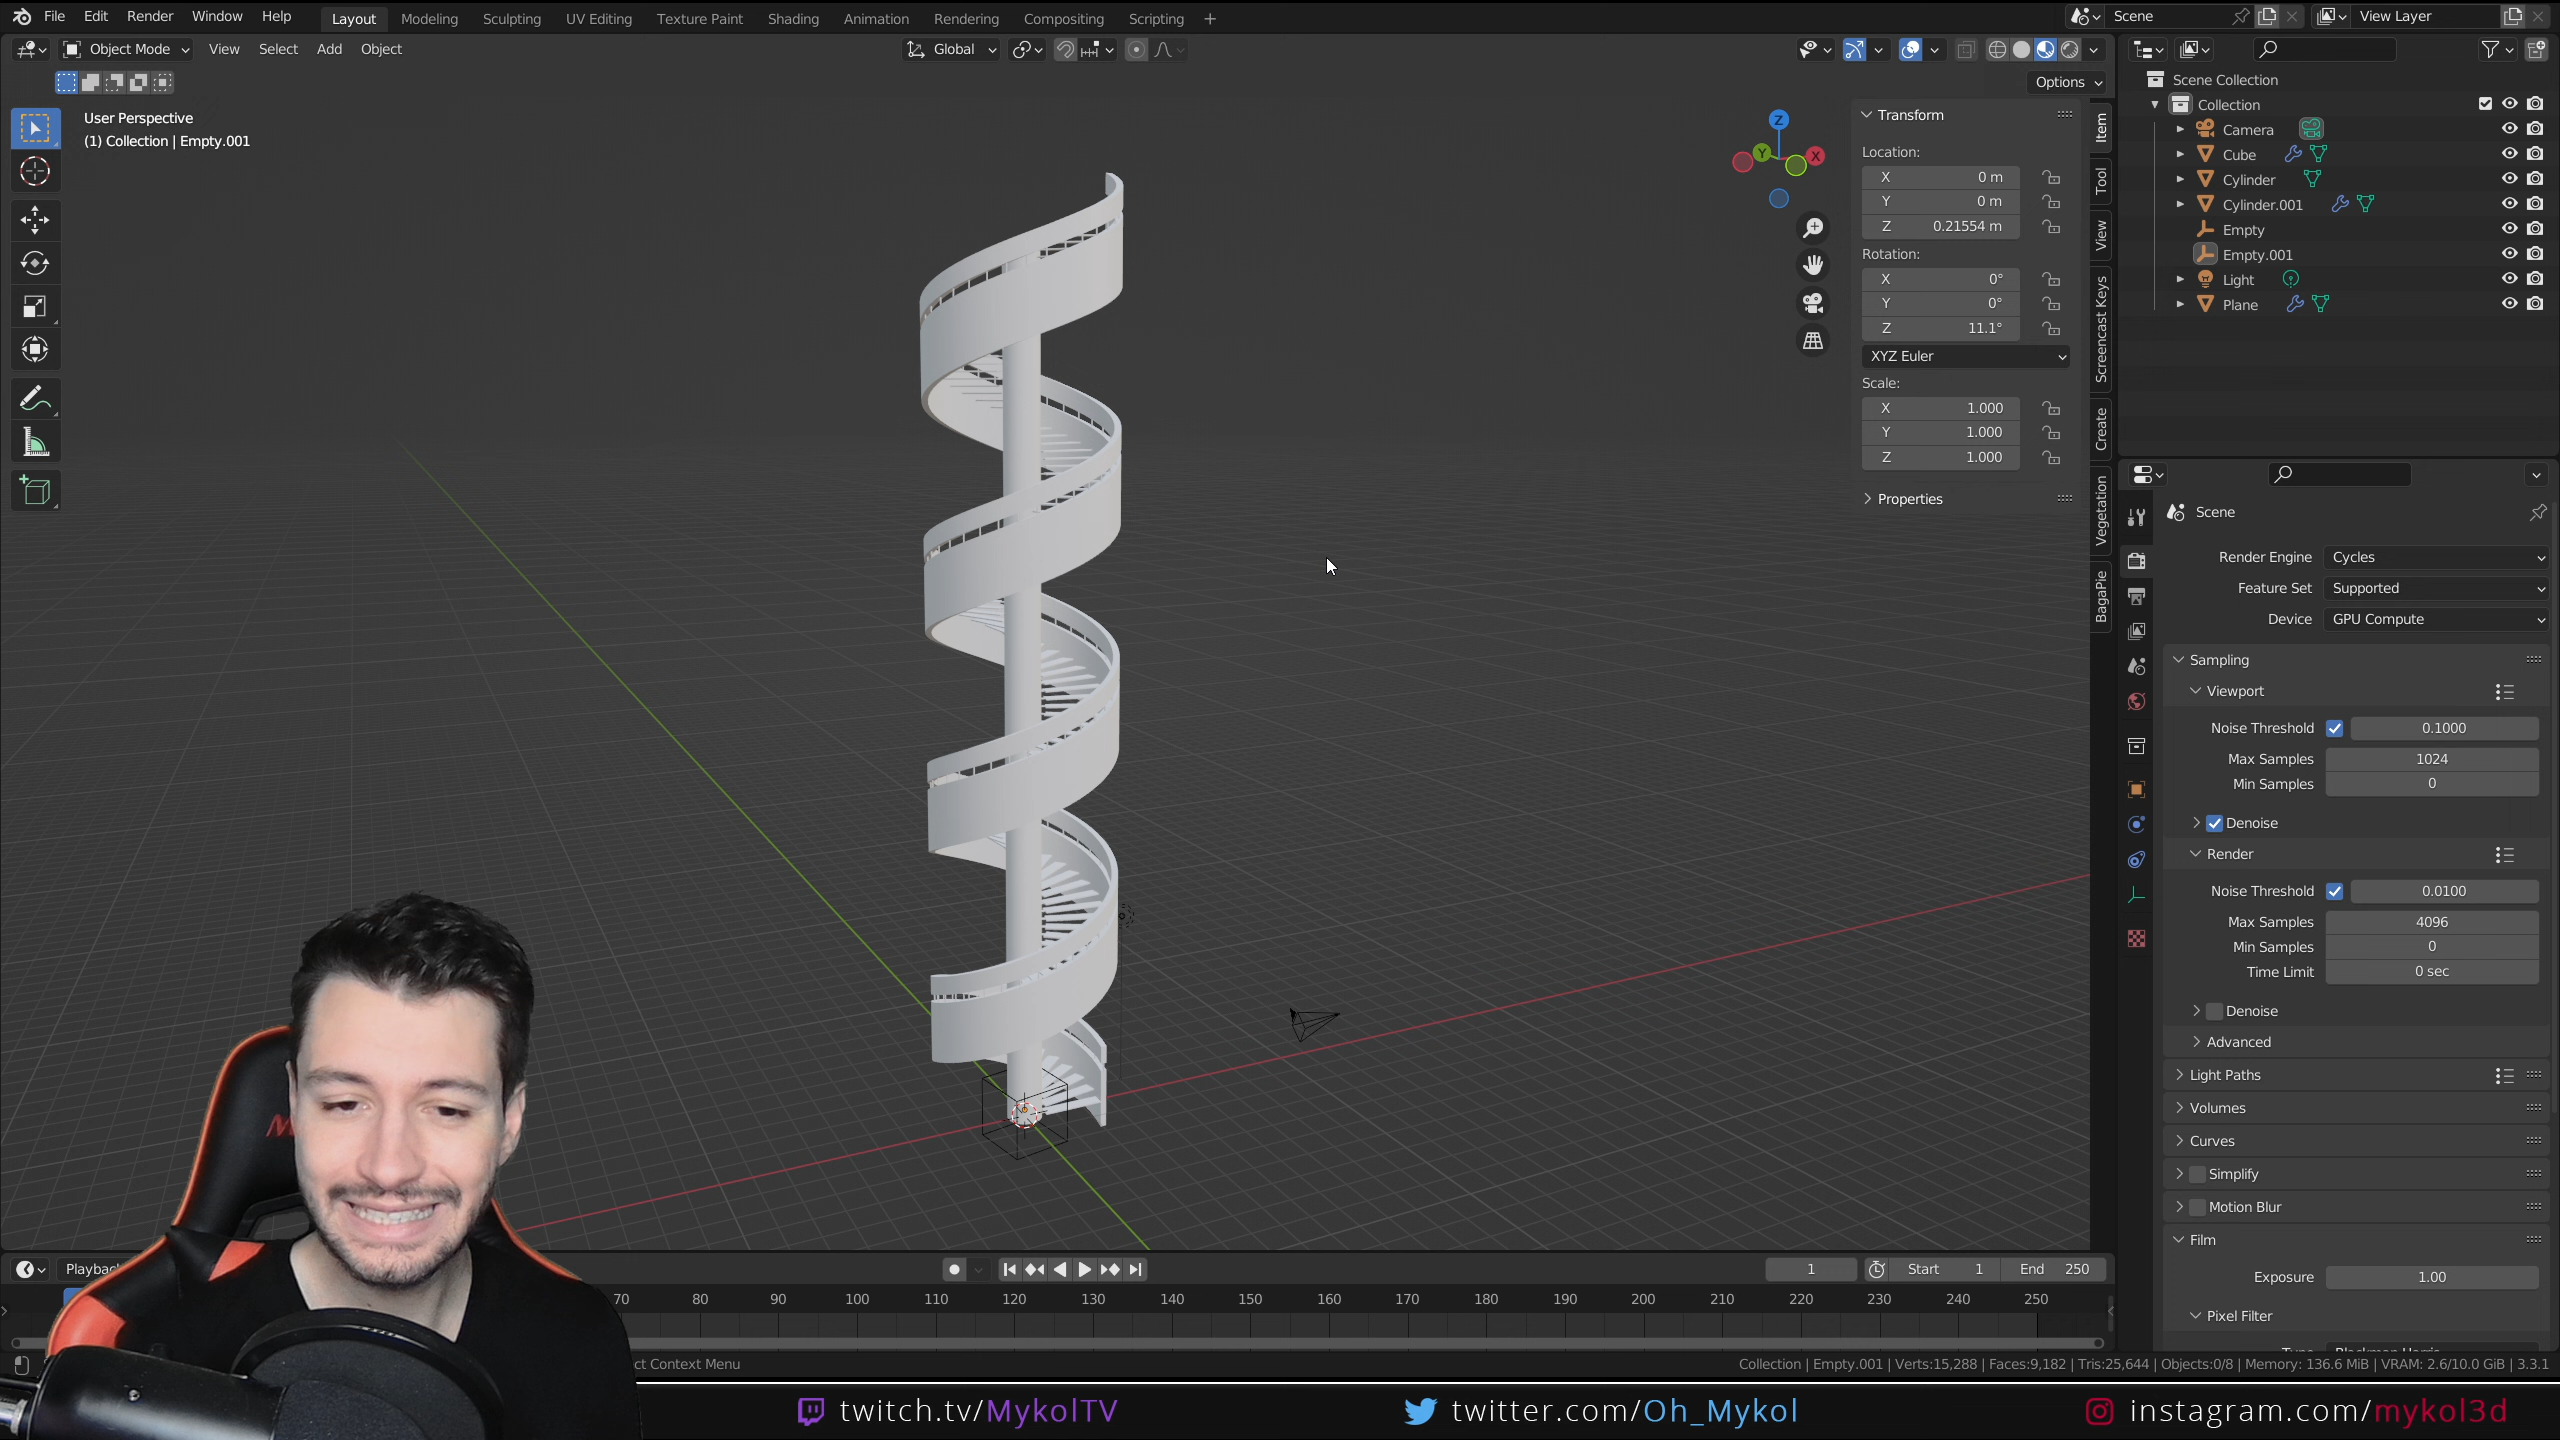 File Edit Render Window Help Layout Modeling Sculpting UV Editing Texture Paint Shading Animation Rendering Compositing Scripting + Scene View Layer
Object Mode View Select Add Object Global
Options
User Perspective
(1) Collection | Empty.001
Z
Y
X
Transform
Location:
X 0 m
Y 0 m
Z 0.21554 m
Rotation:
X 0°
Y 0°
Z 11.1°
XYZ Euler
Scale:
X 1.000
Y 1.000
Z 1.000
Properties
Item
Tool
View
Screencast Keys
Create
Vegetation
BagaPie
Scene Collection
Collection
Camera
Cube
Cylinder
Cylinder.001
Empty
Empty.001
Light
Plane
Scene
Render Engine Cycles
Feature Set Supported
Device GPU Compute
Sampling
Viewport
Noise Threshold 0.1000
Max Samples 1024
Min Samples 0
Denoise
Render
Noise Threshold 0.0100
Max Samples 4096
Min Samples 0
Time Limit 0 sec
Denoise
Advanced
Light Paths
Volumes
Curves
Simplify
Motion Blur
Film
Exposure 1.00
Pixel Filter
1 Start 1 End 250
70 80 90 100 110 120 130 140 150 160 170 180 190 200 210 220 230 240 250
Context Menu
Collection | Empty.001 | Verts:15,288 | Faces:9,182 | Tris:25,644 | Objects:0/8 | Memory: 136.6 MiB | VRAM: 2.6/10.0 GiB | 3.3.1
twitch.tv/MykolTV twitter.com/Oh_Mykol instagram.com/mykol3d